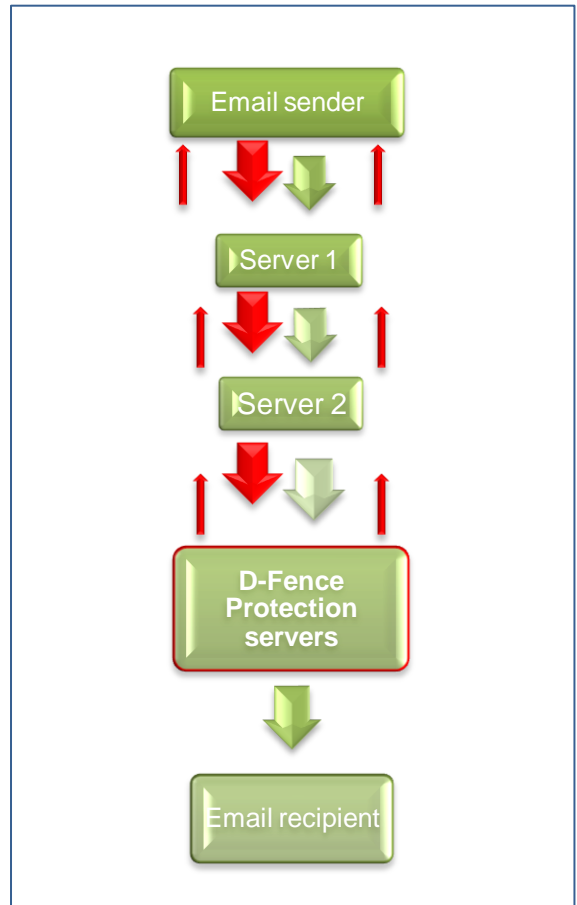 Email sender
Server 1
Server 2
D-Fence
Protection
servers
Email recipient